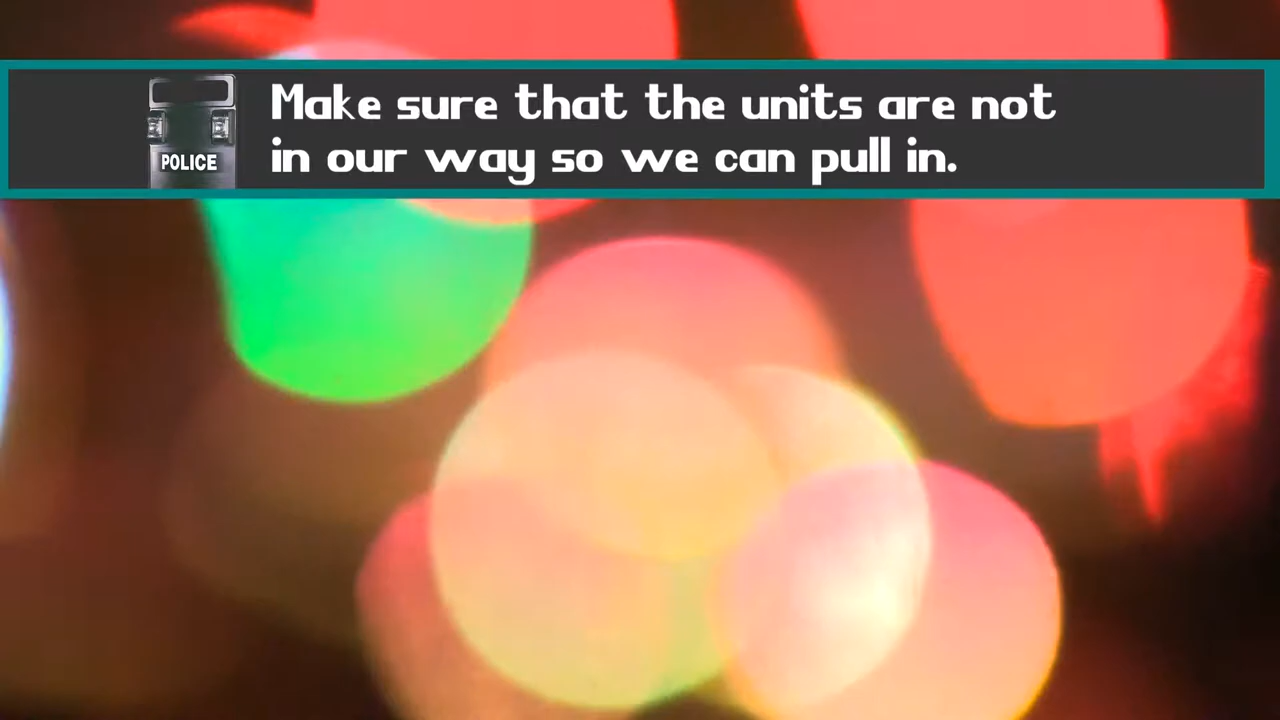 POLICE
Make sure that the units are not
in our way so we can pull in.